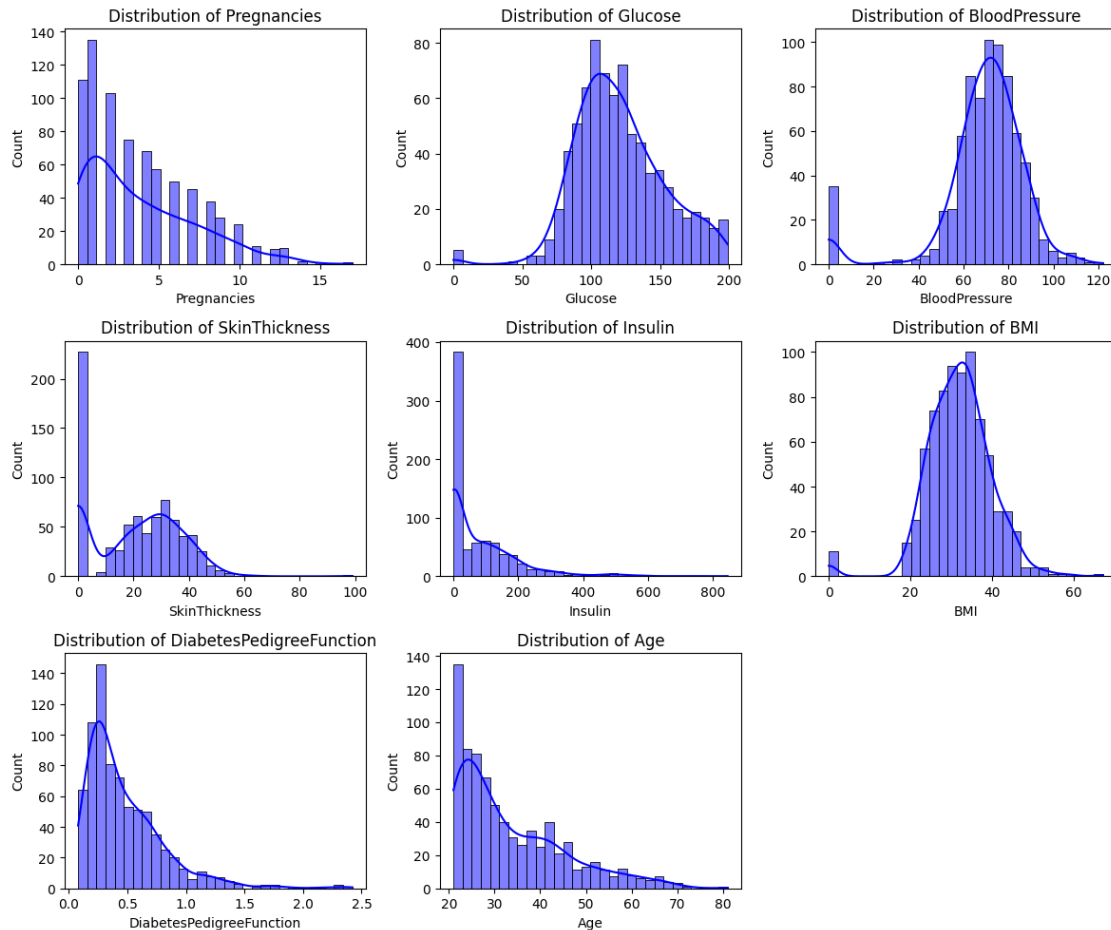 Distribution of Pregnancies
140
120
100
80
60
40
20
0
Count
0 5 10 15
Pregnancies
Distribution of Glucose
80
60
40
20
0
Count
0 50 100 150 200
Glucose
Distribution of BloodPressure
100
80
60
40
20
0
Count
0 20 40 60 80 100 120
BloodPressure
Distribution of SkinThickness
200
150
100
50
0
Count
0 20 40 60 80 100
SkinThickness
Distribution of Insulin
400
300
200
100
0
Count
0 200 400 600 800
Insulin
Distribution of BMI
100
80
60
40
20
0
Count
0 20 40 60
BMI
Distribution of DiabetesPedigreeFunction
140
120
100
80
60
40
20
0
Count
0.0 0.5 1.0 1.5 2.0 2.5
DiabetesPedigreeFunction
Distribution of Age
140
120
100
80
60
40
20
0
Count
20 30 40 50 60 70 80
Age